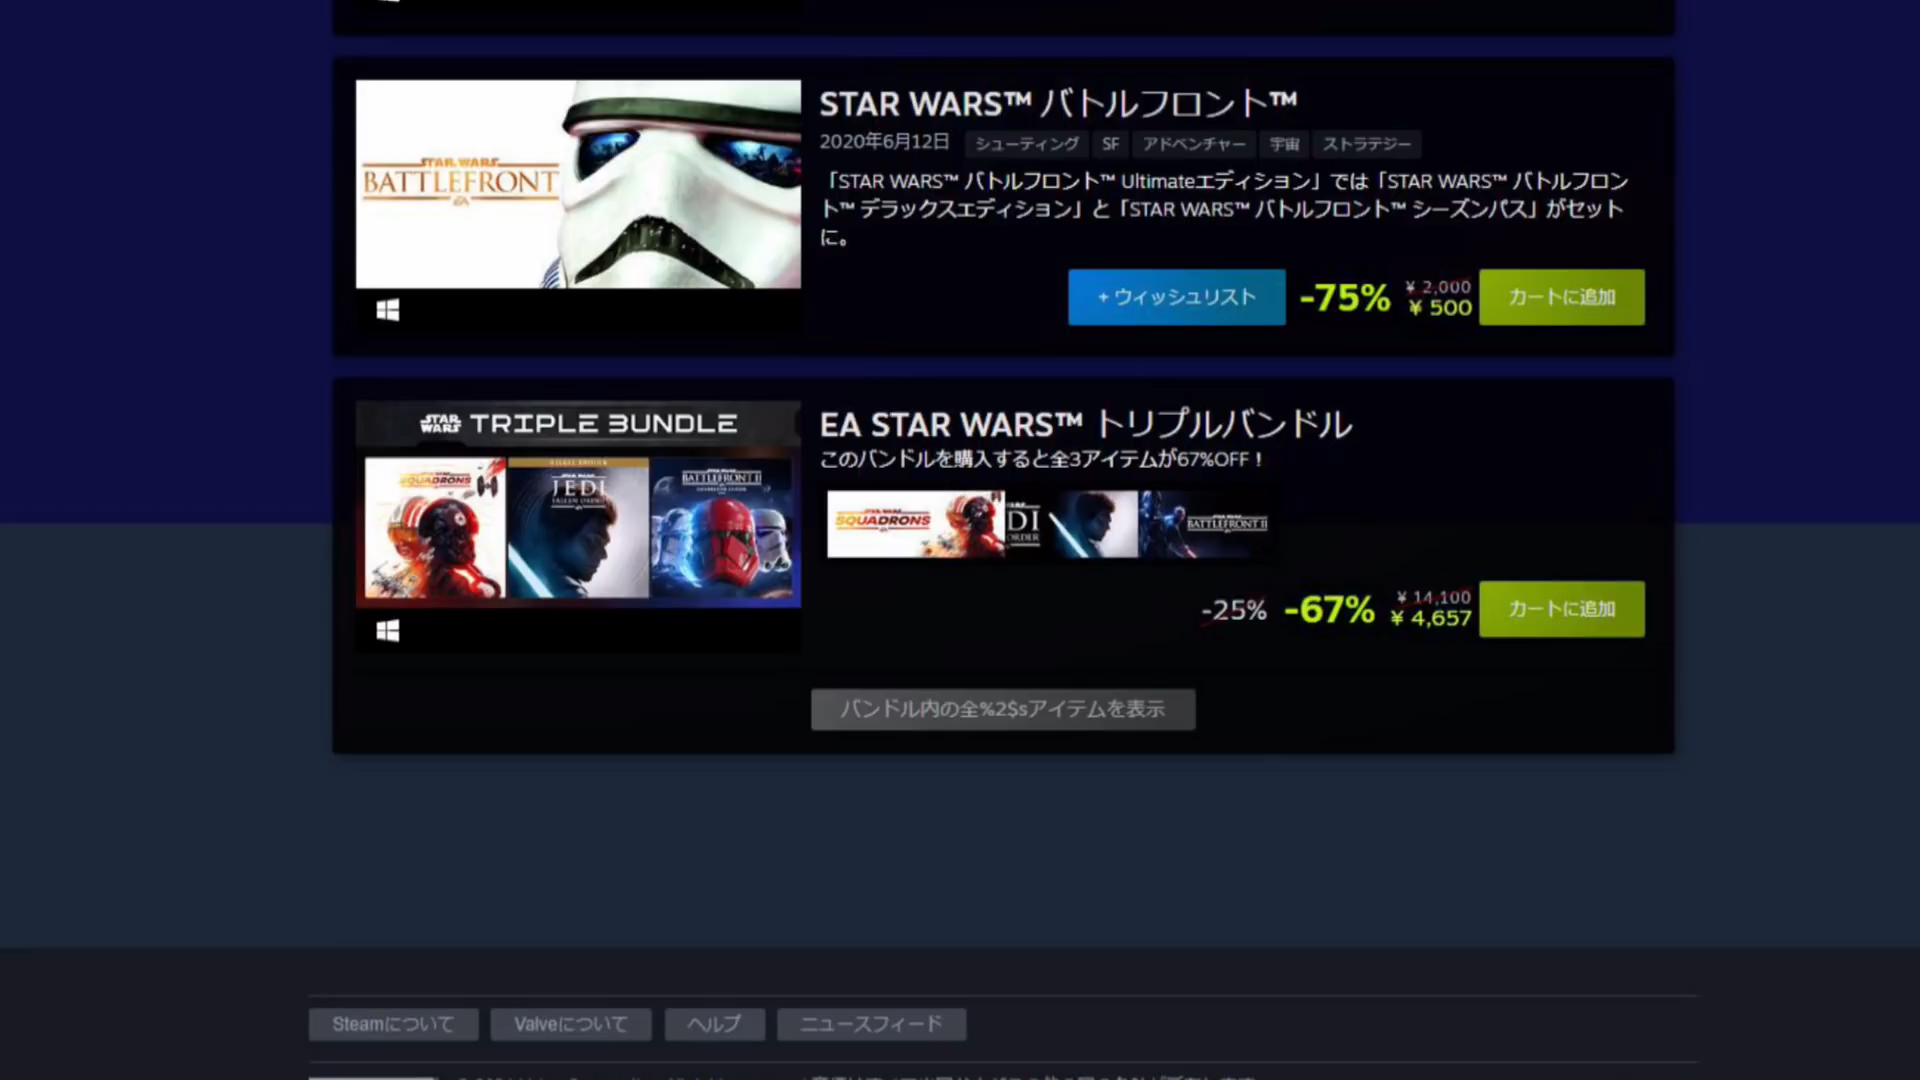 STAR WARS™ バトルフロント™
2020年6月12日 シューティング SF アドベンチャー 宇宙 ストラテジー
STAR WARS
BATTLEFRONT
EA
「STAR WARS™ バトルフロント™ Ultimateエディション」では「STAR WARS™ バトルフロン
ト™ デラックスエディション」と「STAR WARS™ バトルフロント™ シーズンパス」がセット
に。
+ ウィッシュリスト -75% ¥ 2,000 ¥ 500 カートに追加
STAR WARS TRIPLE BUNDLE
EA STAR WARS™ トリプルバンドル
このバンドルを購入すると全3アイテムが67%OFF！
SQUADRONS
JEDI
FALLEN ORDER
BATTLEFRONT II
SQUADRONS DI ORDER BATTLEFRONT II
-25% -67% ¥ 14,100 ¥ 4,657 カートに追加
バンドル内の全%2$sアイテムを表示
Steamについて Valveについて ヘルプ ニュースフィード